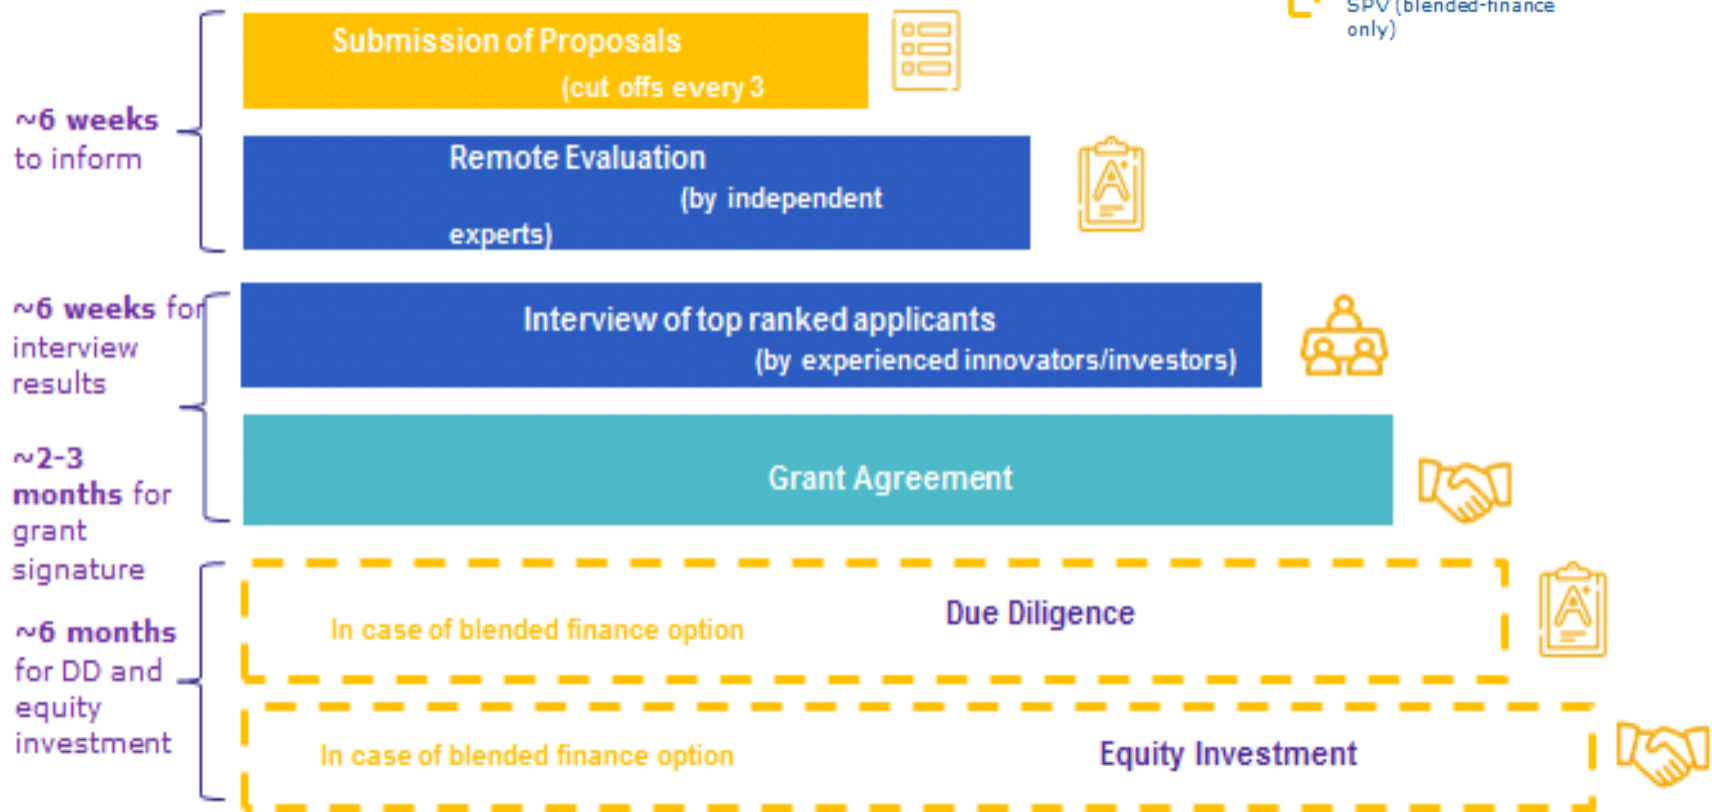 SPV (blended-finance
only)
Submission of Proposals
(cut offs every 3
~6 weeks
to inform
Remote Evaluation
(by independent
experts)
~6 weeks for
interview
results
Interview of top ranked applicants
(by experienced innovators/investors)
~2-3
months for
grant
signature
Grant Agreement
~6 months
for DD and
equity
investment
In case of blended finance option
Due Diligence
In case of blended finance option
Equity Investment